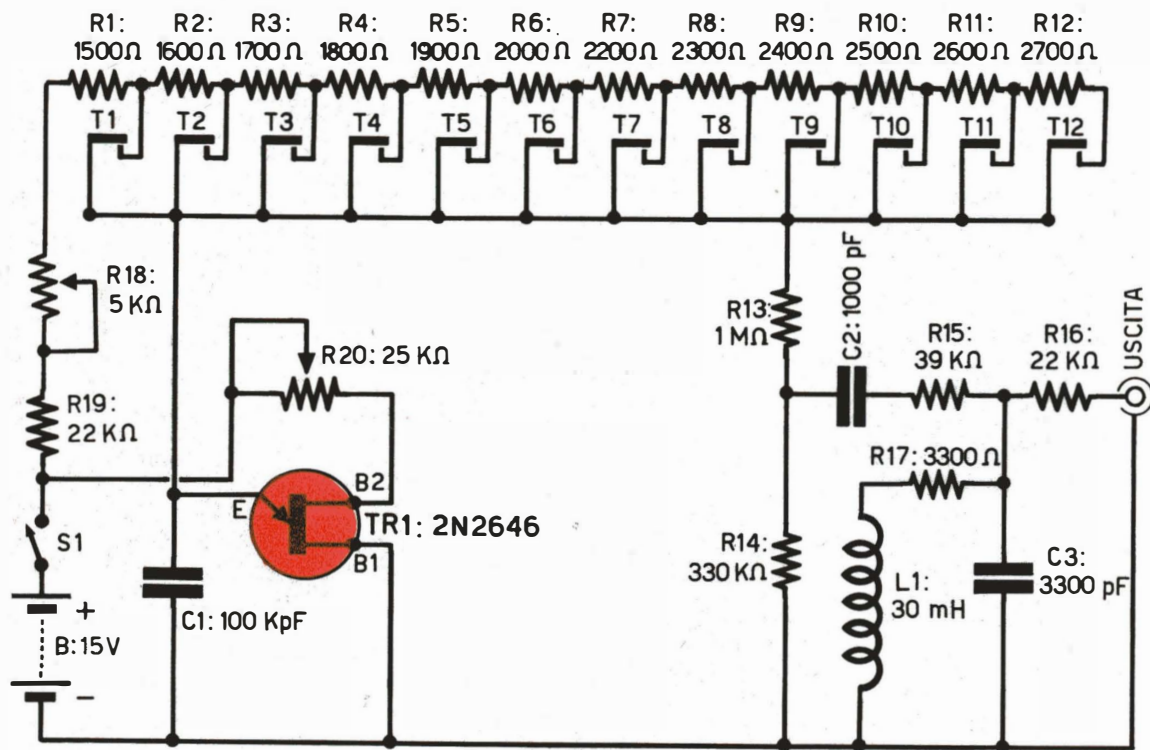 R1:
1500Ω
R2:
1600Ω
R3:
1700Ω
R4:
1800Ω
R5:
1900Ω
R6:
2000Ω
R7:
2200Ω
R8:
2300Ω
R9:
2400Ω
R10:
2500Ω
R11:
2600Ω
R12:
2700Ω
T1
T2
T3
T4
T5
T6
T7
T8
T9
T10
T11
T12
R18:
5 KΩ
R13:
1 MΩ
C2: 1000 pF
R15:
39 KΩ
R16:
22 KΩ
USCITA
R20: 25 KΩ
R19:
22 KΩ
R17: 3300 Ω
E
B2
TR1: 2N2646
B1
S1
R14:
330 KΩ
L1:
30 mH
C3:
3300 pF
C1: 100 KpF
+
B:15V
−